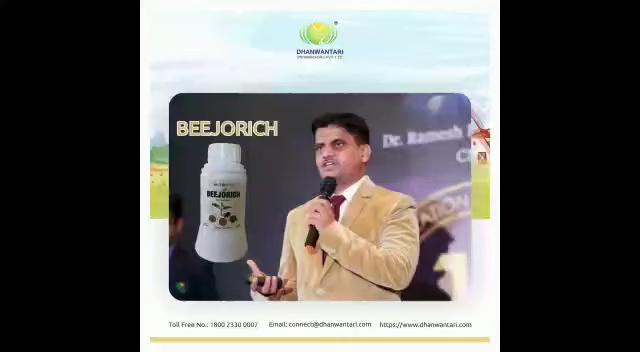 DHANWANTARI
BEEJORICH
BEEJORICH
Dr. Ramesh
Toll Free No.: 1800 2330 0007 Email: connect@dhanwantari.com https://www.dhanwantari.com